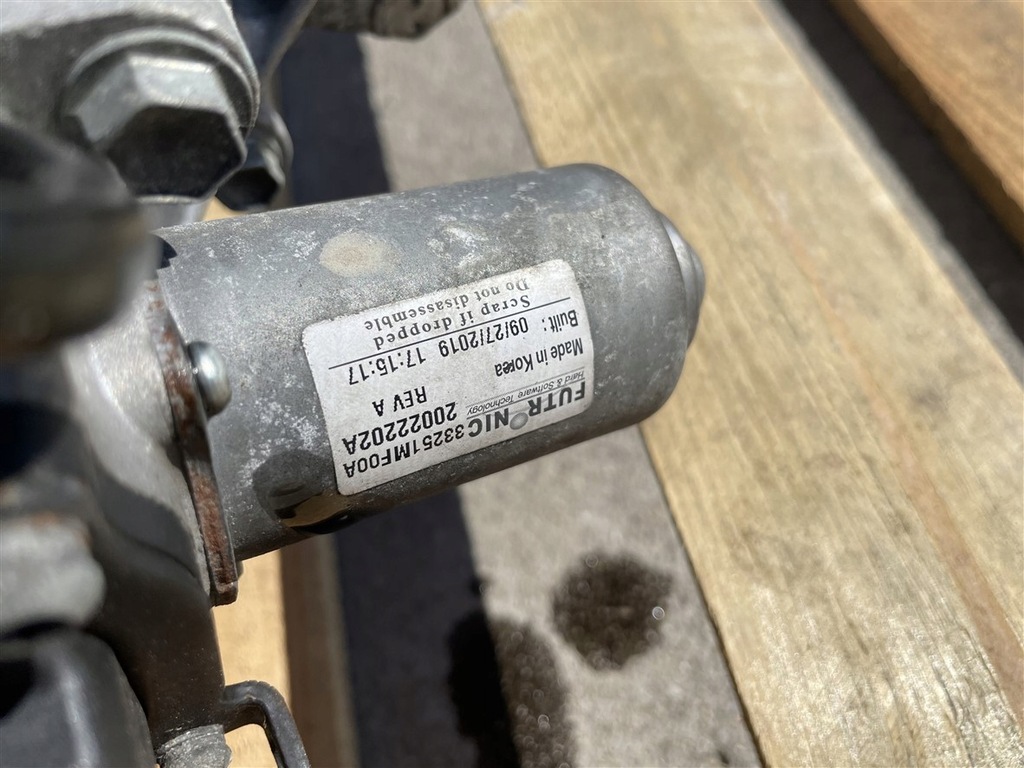 FUTRONIC 33251MF00A
Hard & Software Technology 20022202A
Made in Korea REV A
Built: 09/27/2019 17:15:17
Scrap if dropped
Do not disassemble